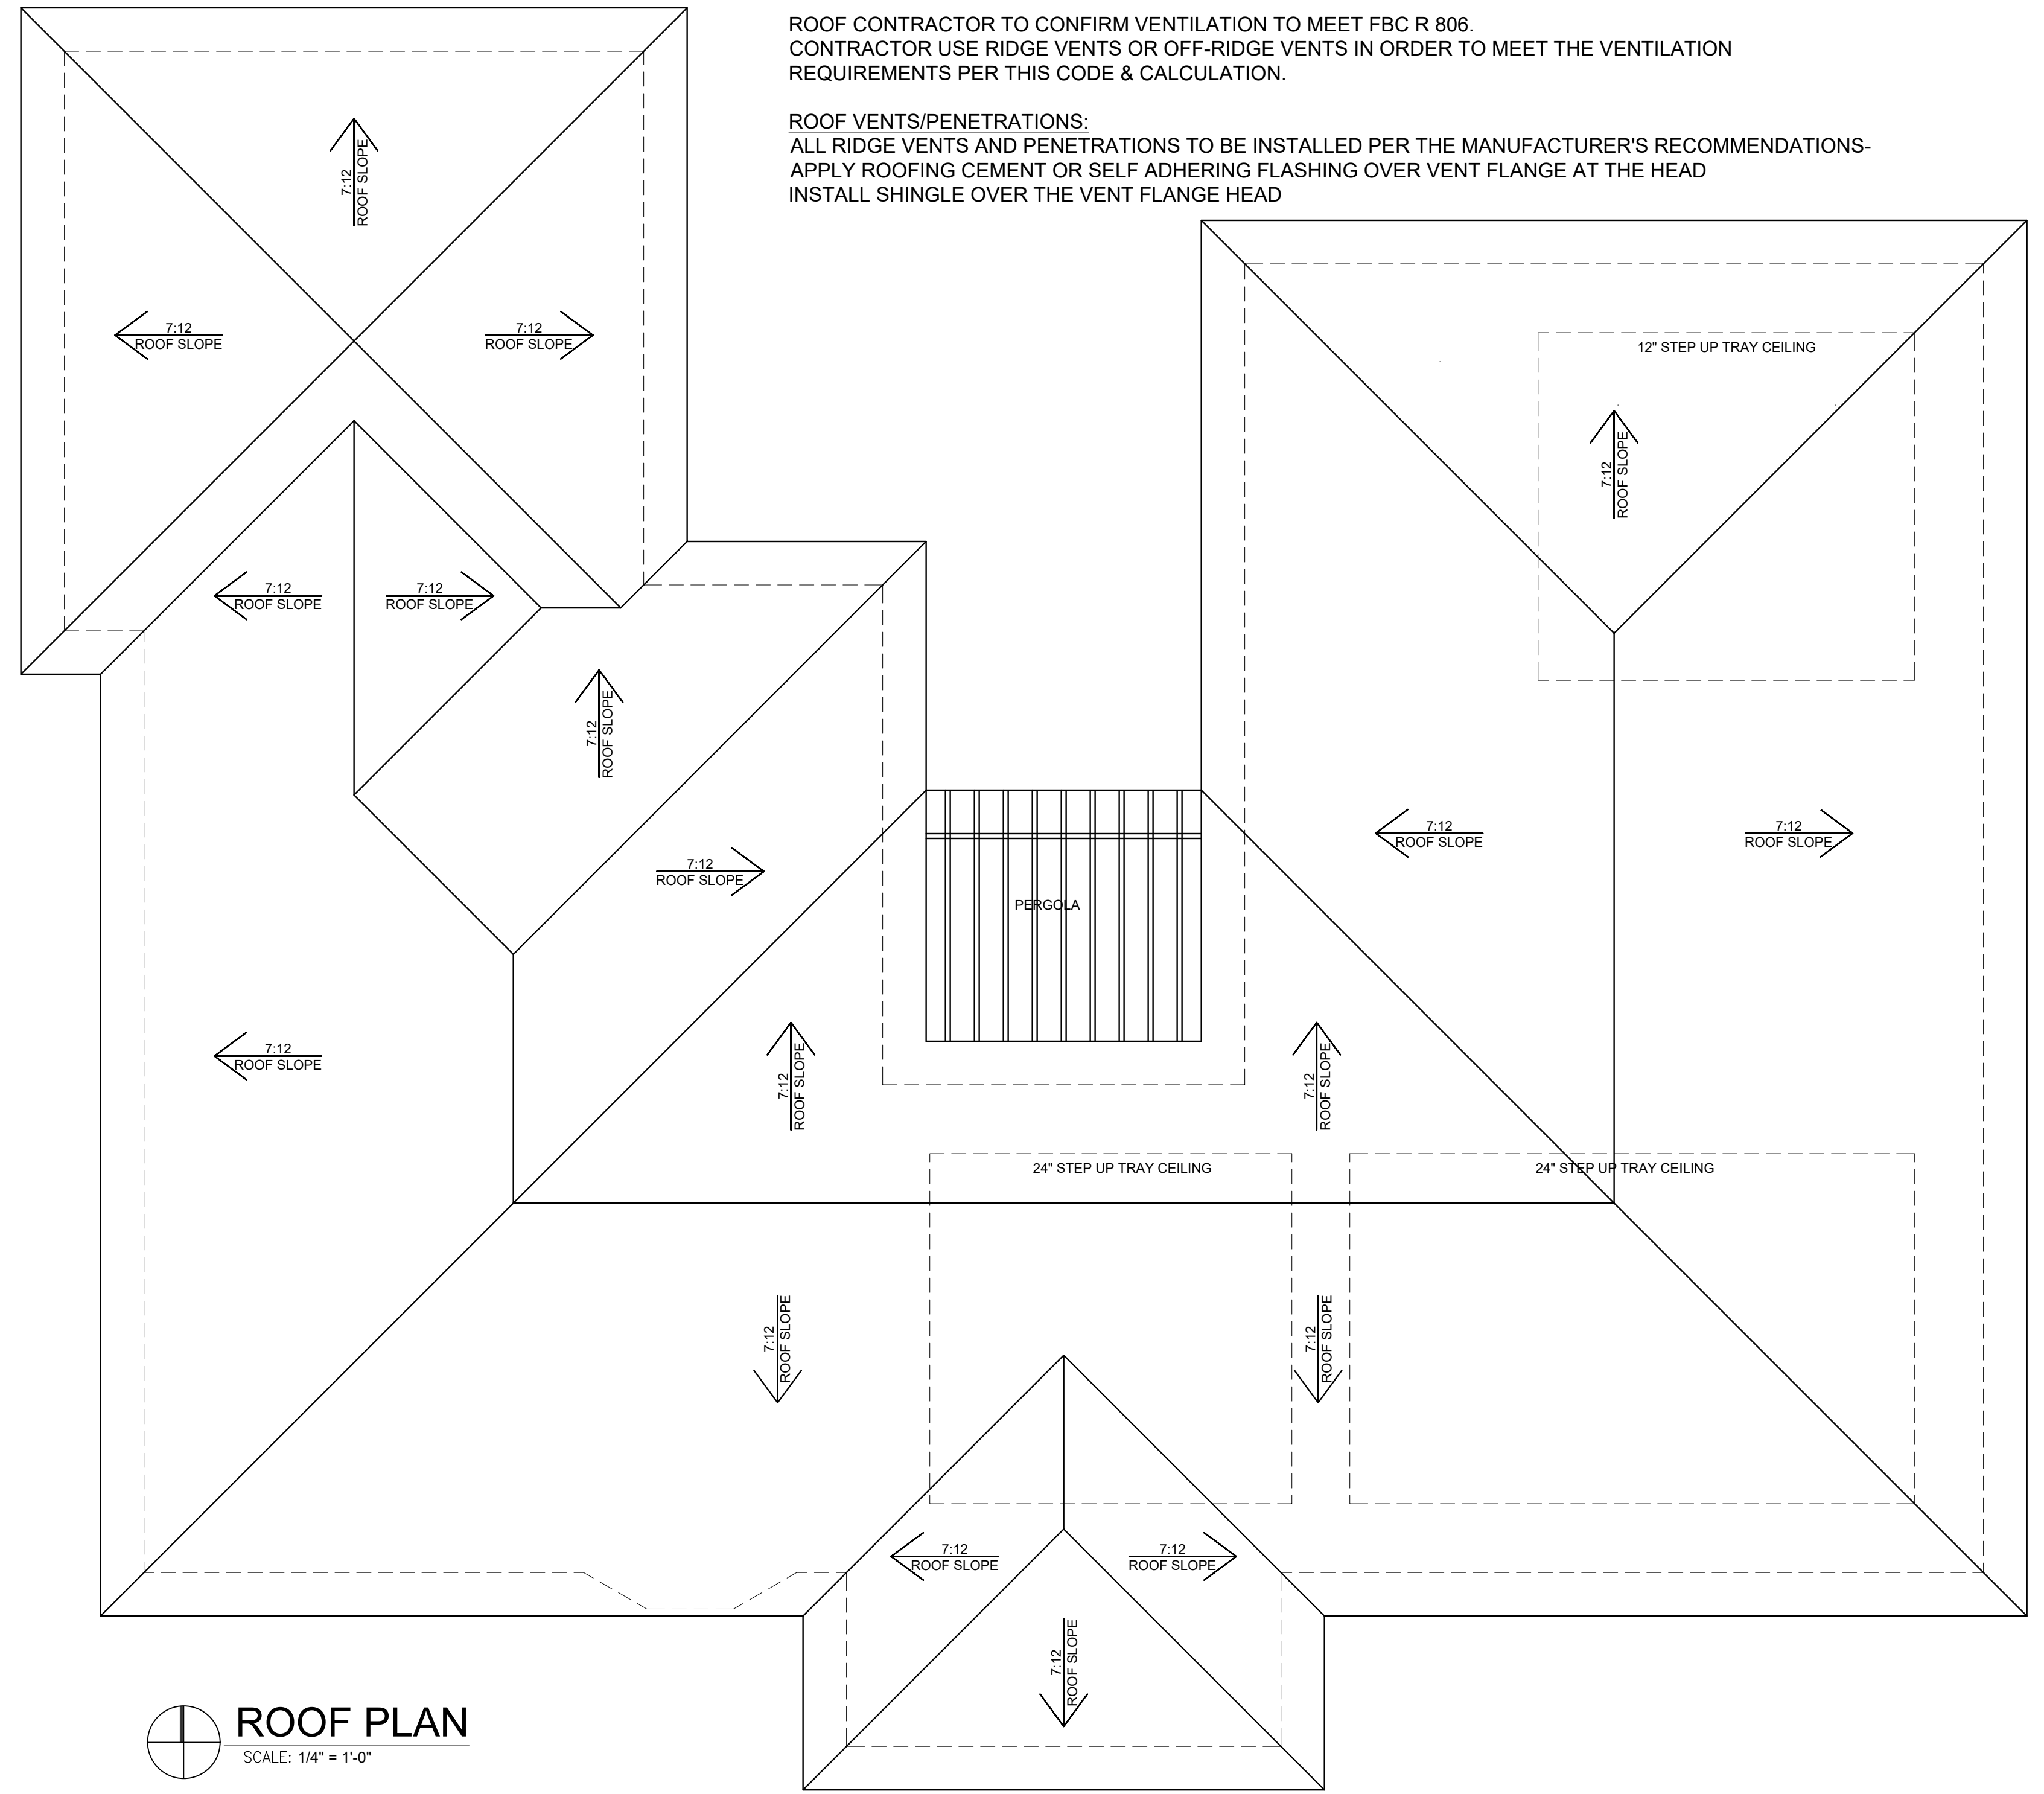 ROOF CONTRACTOR TO CONFIRM VENTILATION TO MEET FBC R 806.
CONTRACTOR USE RIDGE VENTS OR OFF-RIDGE VENTS IN ORDER TO MEET THE VENTILATION
REQUIREMENTS PER THIS CODE & CALCULATION.
ROOF VENTS/PENETRATIONS:
ALL RIDGE VENTS AND PENETRATIONS TO BE INSTALLED PER THE MANUFACTURER'S RECOMMENDATIONS-
APPLY ROOFING CEMENT OR SELF ADHERING FLASHING OVER VENT FLANGE AT THE HEAD
INSTALL SHINGLE OVER THE VENT FLANGE HEAD
7:12
ROOF SLOPE
7:12
ROOF SLOPE
7:12
ROOF SLOPE
12" STEP UP TRAY CEILING
7:12
ROOF SLOPE
7:12
ROOF SLOPE
7:12
ROOF SLOPE
7:12
ROOF SLOPE
7:12
ROOF SLOPE
7:12
ROOF SLOPE
7:12
ROOF SLOPE
PERGOLA
7:12
ROOF SLOPE
7:12
ROOF SLOPE
7:12
ROOF SLOPE
24" STEP UP TRAY CEILING
24" STEP UP TRAY CEILING
7:12
ROOF SLOPE
7:12
ROOF SLOPE
7:12
ROOF SLOPE
7:12
ROOF SLOPE
7:12
ROOF SLOPE
ROOF PLAN
SCALE: 1/4" = 1'-0"